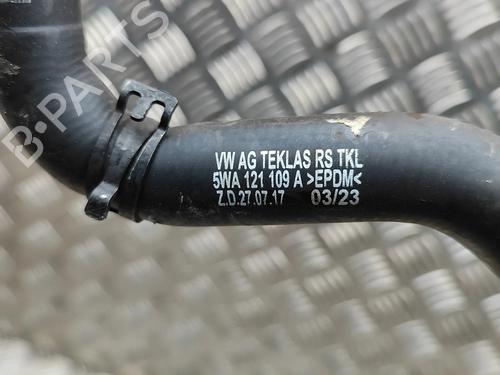 B-PARTS
VW AG TEKLAS RS TKL
5WA 121 109 A >EPDM<
Z.D.27.07.17 03/23